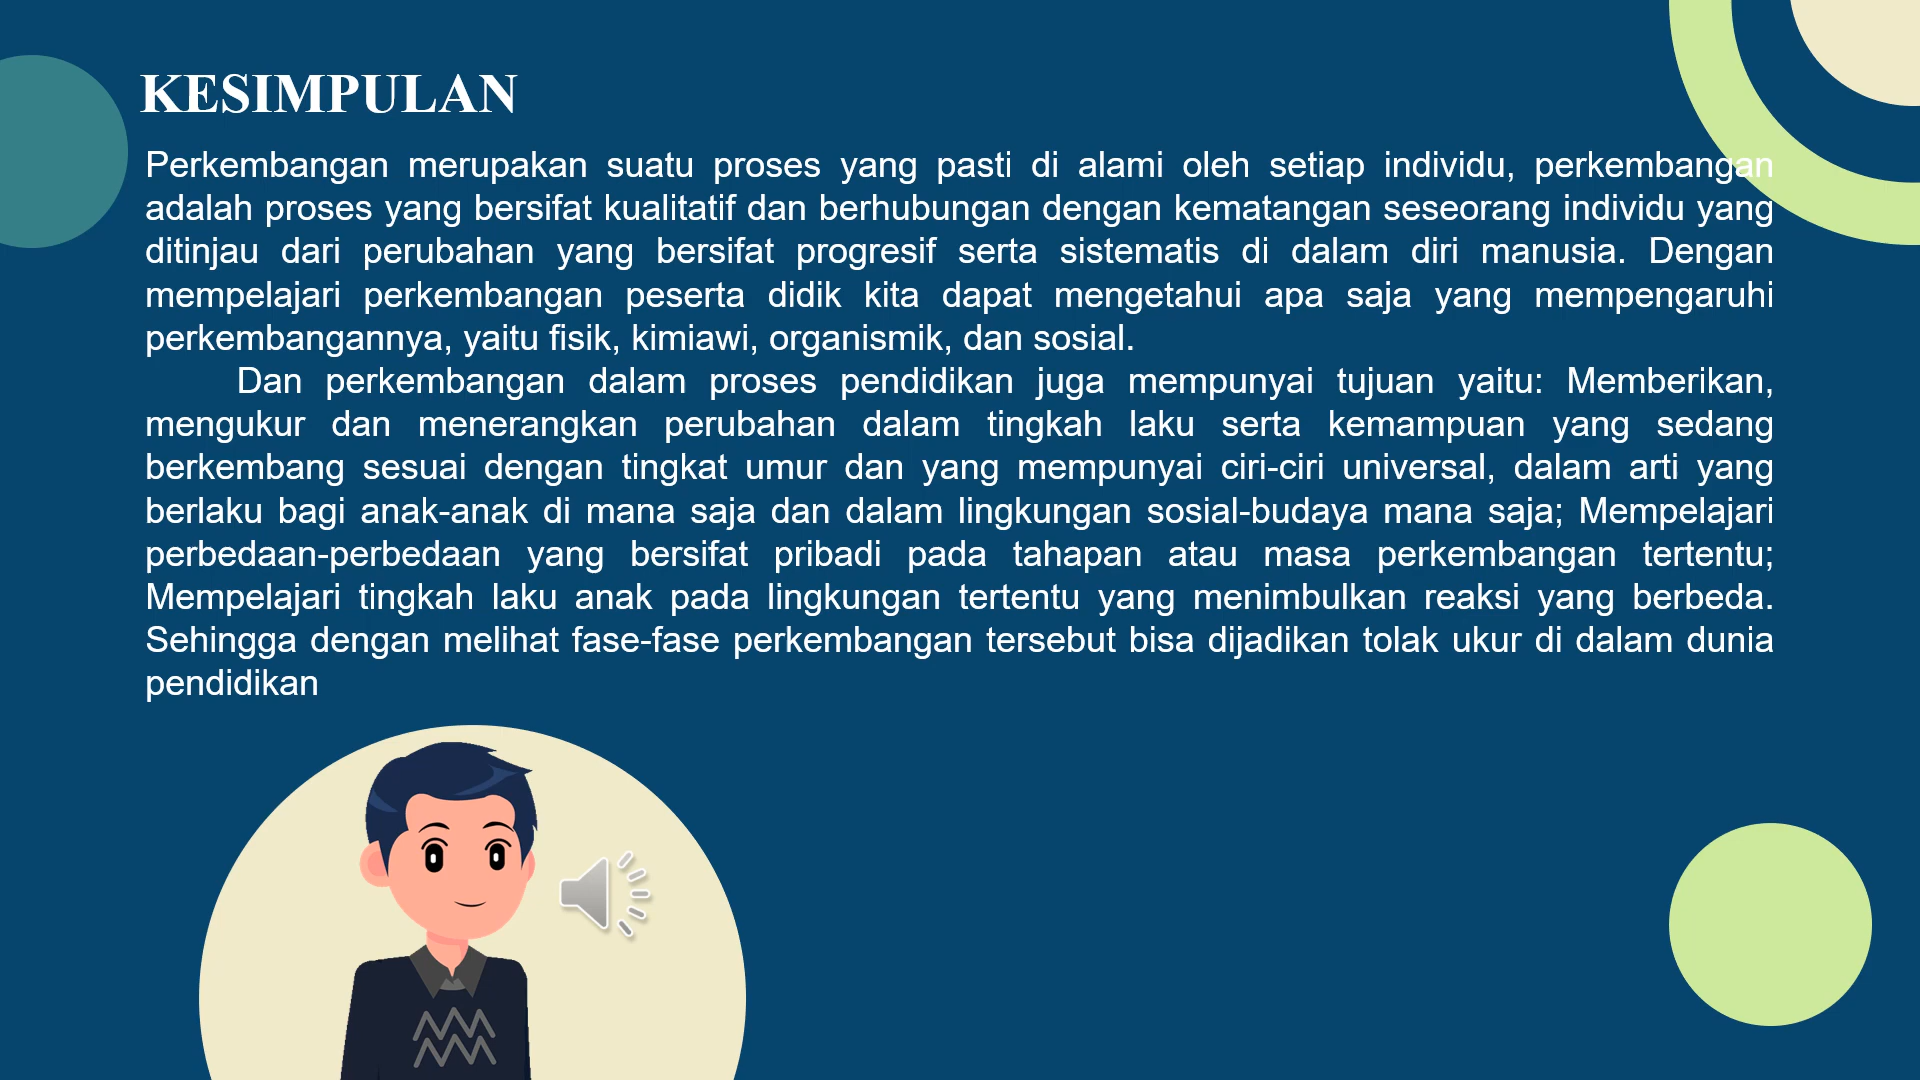 KESIMPULAN
Perkembangan merupakan suatu proses yang pasti di alami oleh setiap individu, perkembangan
adalah proses yang bersifat kualitatif dan berhubungan dengan kematangan seseorang individu yang
ditinjau dari perubahan yang bersifat progresif serta sistematis di dalam diri manusia. Dengan
mempelajari perkembangan peserta didik kita dapat mengetahui apa saja yang mempengaruhi
perkembangannya, yaitu fisik, kimiawi, organismik, dan sosial.
Dan perkembangan dalam proses pendidikan juga mempunyai tujuan yaitu: Memberikan,
mengukur dan menerangkan perubahan dalam tingkah laku serta kemampuan yang sedang
berkembang sesuai dengan tingkat umur dan yang mempunyai ciri-ciri universal, dalam arti yang
berlaku bagi anak-anak di mana saja dan dalam lingkungan sosial-budaya mana saja; Mempelajari
perbedaan-perbedaan yang bersifat pribadi pada tahapan atau masa perkembangan tertentu;
Mempelajari tingkah laku anak pada lingkungan tertentu yang menimbulkan reaksi yang berbeda.
Sehingga dengan melihat fase-fase perkembangan tersebut bisa dijadikan tolak ukur di dalam dunia
pendidikan